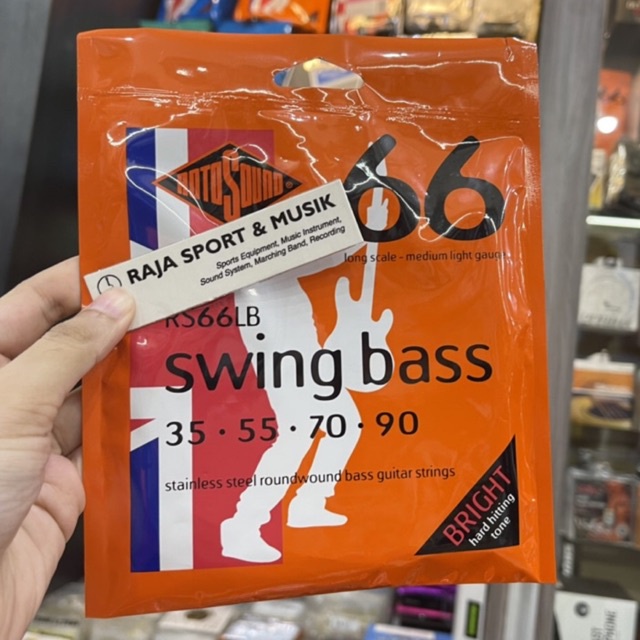 ROTOSOUND
66
RAJA SPORT & MUSIK
Sports Equipment, Music Instrument,
Sound System, Marching Band, Recording
long scale - medium light gauge
RS66LB
swing bass
35 · 55 · 70 · 90
stainless steel roundwound bass guitar strings
BRIGHT
hard hitting
tone